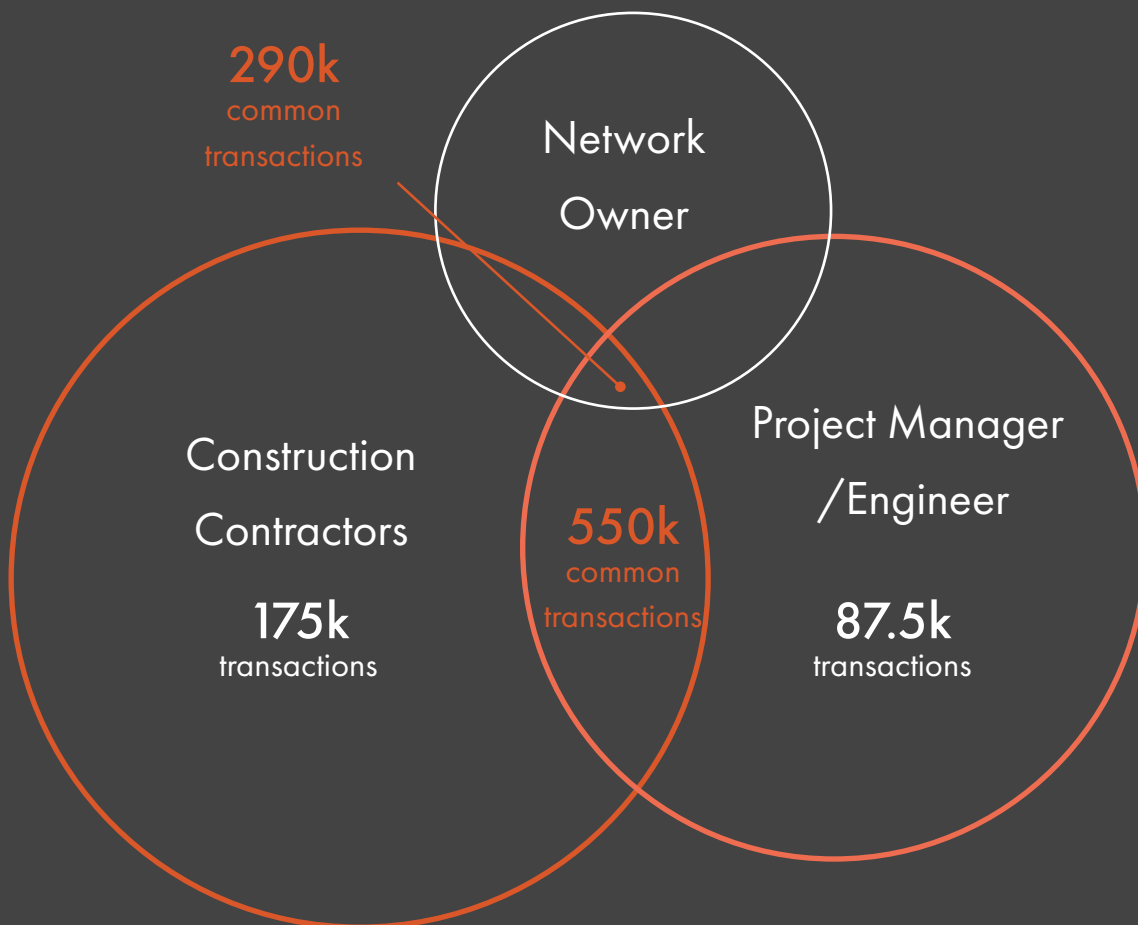 290k
common
transactions
Network
Owner
Construction
Contractors
175k
transactions
550k
common
transactions
Project Manager
/Engineer
87.5k
transactions